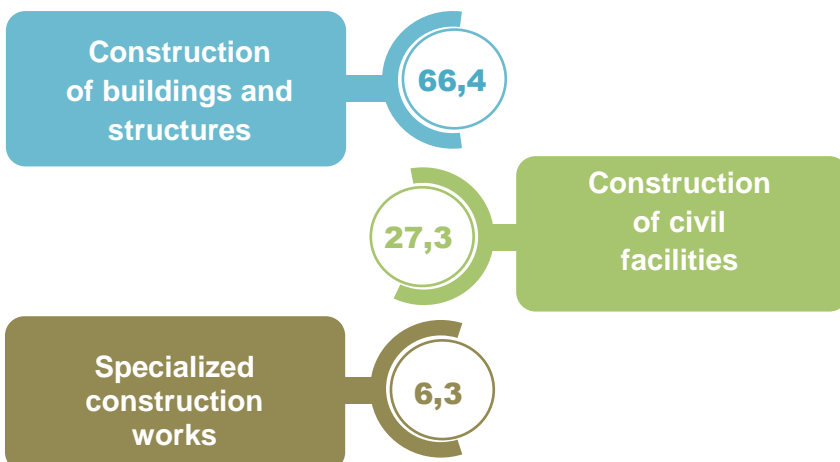 Construction
of buildings and
structures
66,4
27,3
Construction
of civil
facilities
Specialized
construction
works
6,3